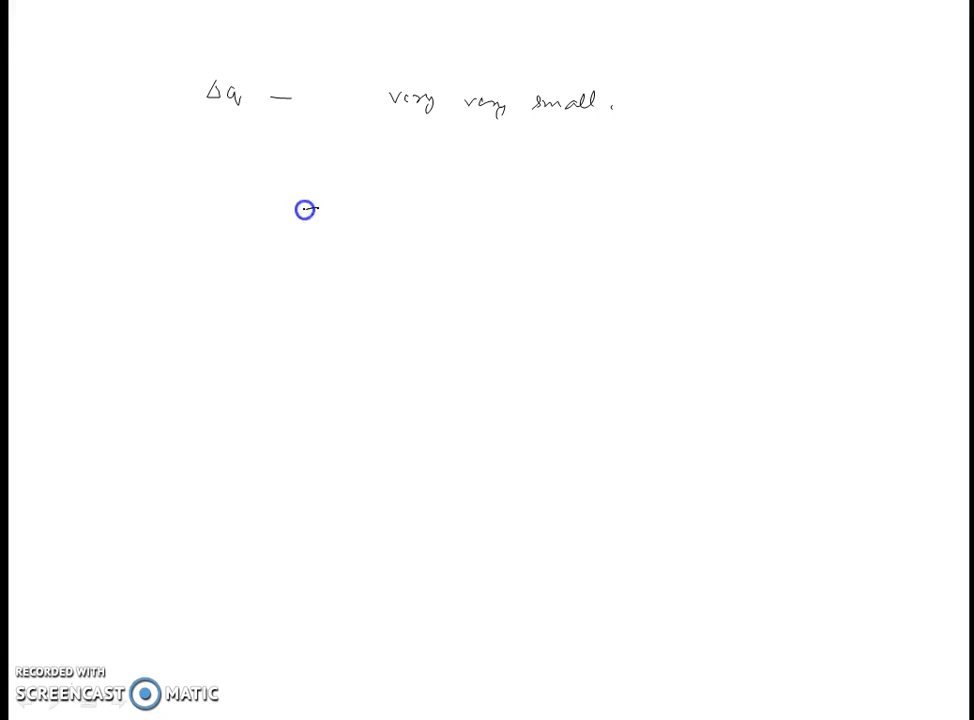 Δq — very very small.
RECORDED WITH
SCREENCAST MATIC